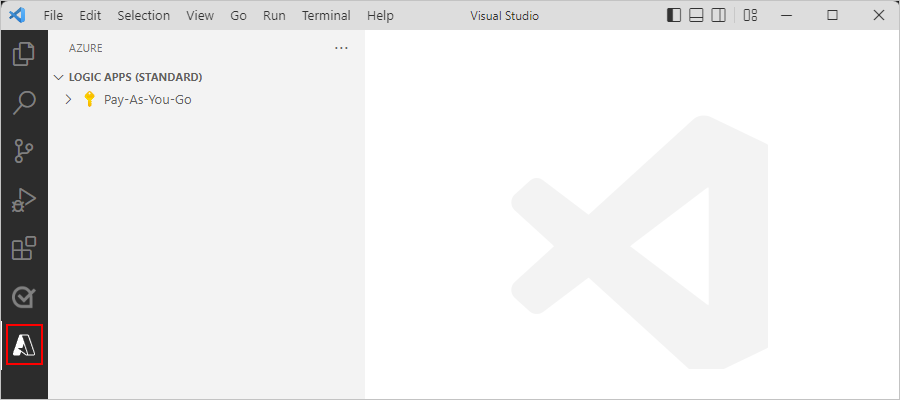 File Edit Selection View Go Run Terminal Help Visual Studio
AZURE
LOGIC APPS (STANDARD)
Pay-As-You-Go